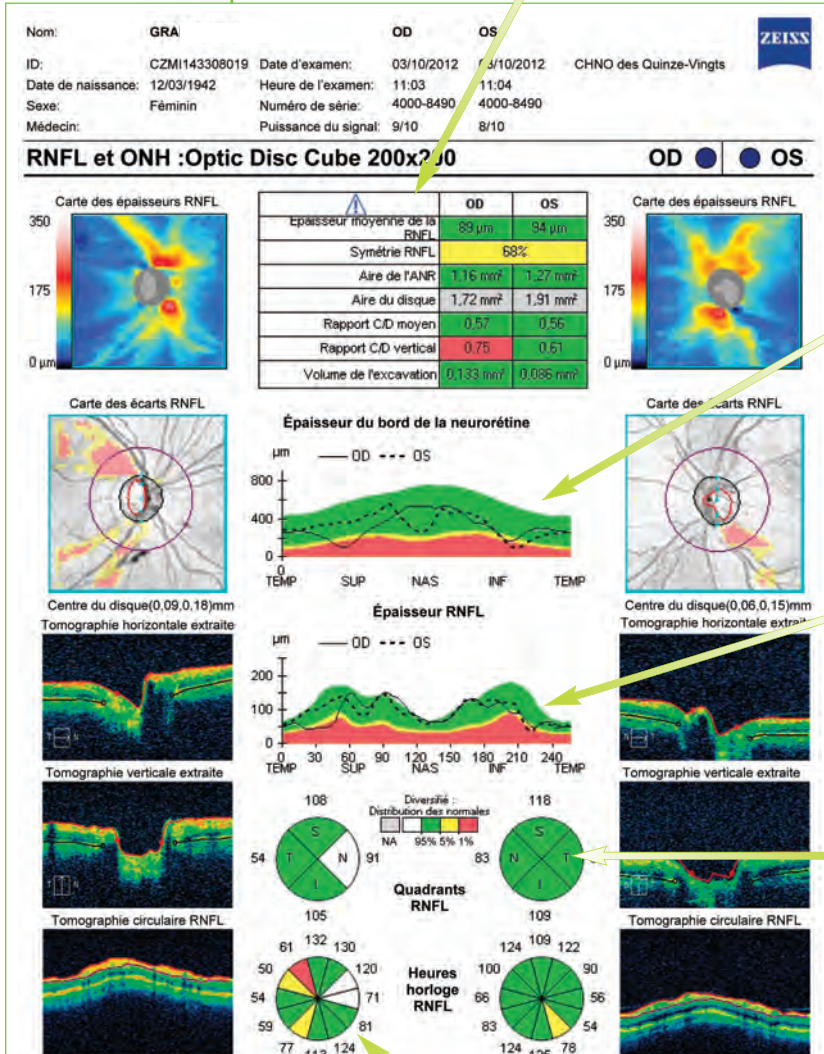 Nom: GRA OD OS
ZEISS
ID: CZMI143308019 Date d'examen: 03/10/2012 03/10/2012 CHNO des Quinze-Vingts
Date de naissance: 12/03/1942 Heure de l'examen: 11:03 11:04
Sexe: Féminin Numéro de série: 4000-8490 4000-8490
Médecin: Puissance du signal: 9/10 8/10
RNFL et ONH :Optic Disc Cube 200x200 OD OS
Carte des épaisseurs RNFL
350
175
0 µm
OD OS
Épaisseur moyenne de la RNFL 89 µm 94 µm
Symétrie RNFL 68%
Aire de l'ANR 1,16 mm² 1,27 mm²
Aire du disque 1,72 mm² 1,91 mm²
Rapport C/D moyen 0,57 0,56
Rapport C/D vertical 0,75 0,61
Volume de l'excavation 0,133 mm³ 0,086 mm³
Carte des épaisseurs RNFL
350
175
0 µm
Carte des écarts RNFL
Centre du disque(0,09,0,18)mm
Épaisseur du bord de la neurorétine
µm OD OS
800
400
0
0
TEMP SUP NAS INF TEMP
Carte des écarts RNFL
Centre du disque(0,06,0,15)mm
Tomographie horizontale extraite
T N
Épaisseur RNFL
µm OD OS
200
100
0
0 30 60 90 120 150 180 210 240
TEMP SUP NAS INF TEMP
Tomographie horizontale extraite
Tomographie verticale extraite
Tomographie verticale extraite
108
54 S T N I 91
105
Diversifié :
Distribution des normales
NA 95% 5% 1%
Quadrants
RNFL
118
83 S N T I
109
Tomographie circulaire RNFL
Tomographie circulaire RNFL
61 132 130
50 120
54 71
59 81
77 113 124
Heures
horloge
RNFL
124 109 122
100 90
66 56
83 54
124 125 78